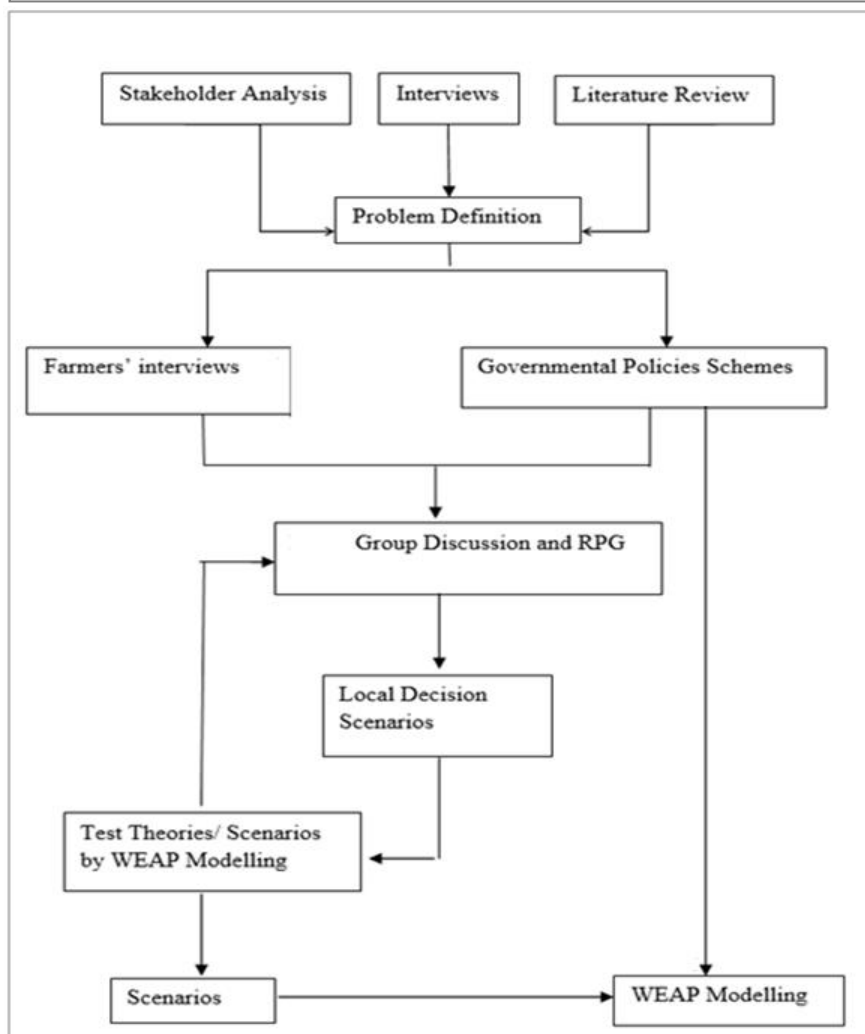 Stakeholder Analysis
Interviews
Literature Review
Problem Definition
Farmers’ interviews
Governmental Policies Schemes
Group Discussion and RPG
Local Decision
Scenarios
Test Theories/ Scenarios
by WEAP Modelling
Scenarios
WEAP Modelling